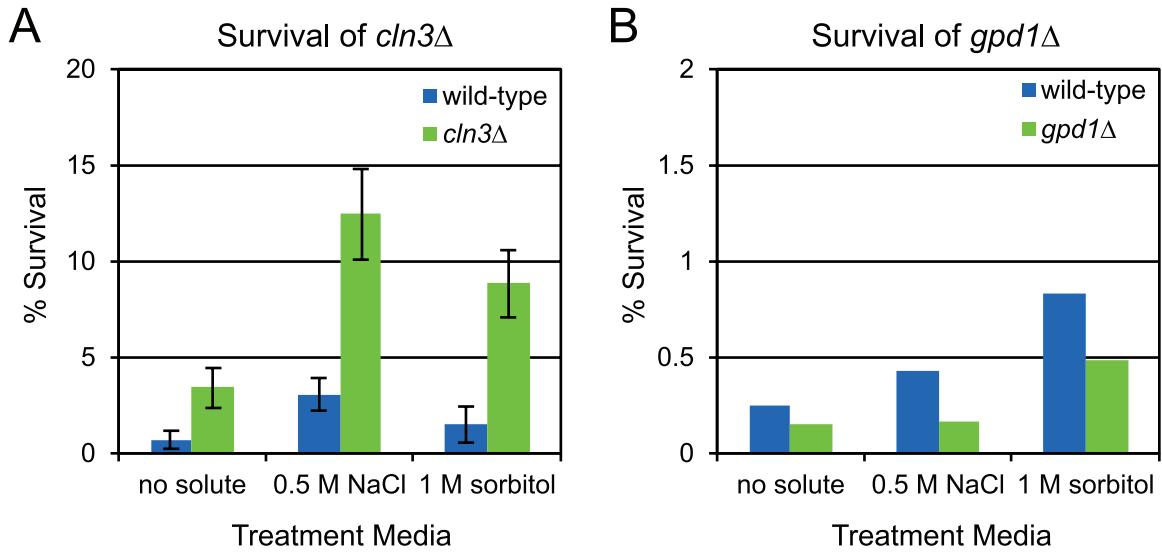 A
Survival of cln3Δ
20
15
10
5
0
% Survival
wild-type
cln3Δ
no solute
0.5 M NaCl
1 M sorbitol
Treatment Media
B
Survival of gpd1Δ
2
1.5
1
0.5
0
% Survival
wild-type
gpd1Δ
no solute
0.5 M NaCl
1 M sorbitol
Treatment Media